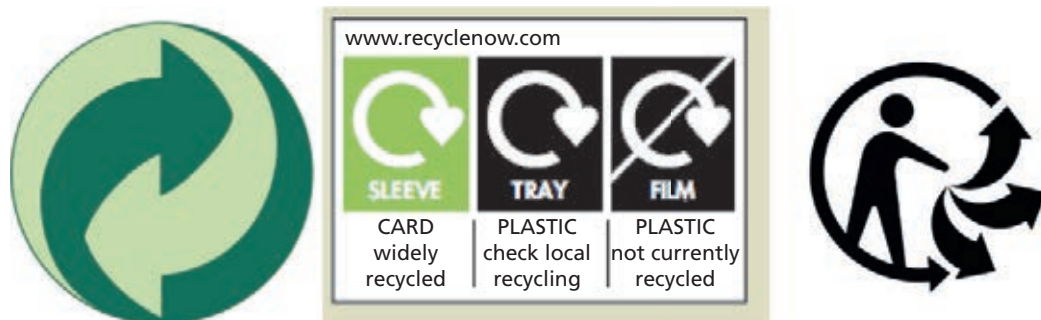 www.recyclenow.com
SLEEVE TRAY FILM
CARD PLASTIC PLASTIC
widely check local not currently
recycled recycling recycled